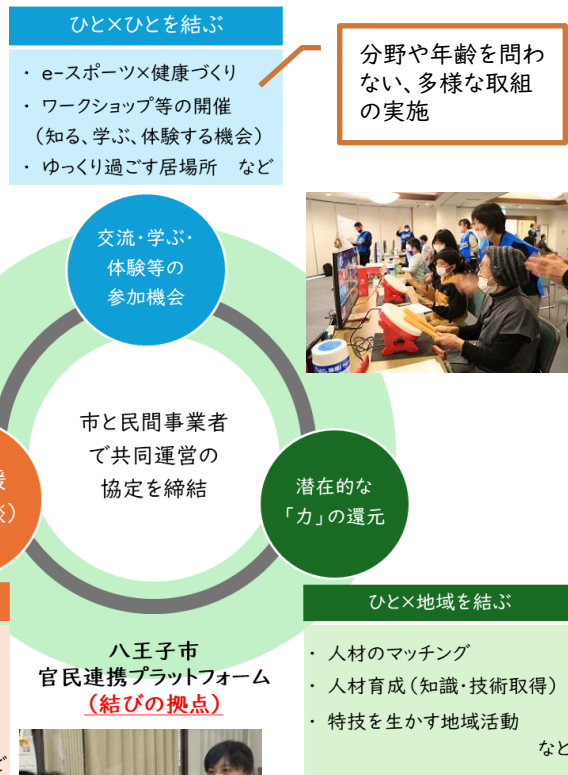 ひと×ひとを結ぶ
・ e-スポーツ×健康づくり
・ ワークショップ等の開催
（知る、学ぶ、体験する機会）
・ ゆっくり過ごす居場所　など
分野や年齢を問わ
ない、多様な取組
の実施
交流・学ぶ・
体験等の
参加機会
市と民間事業者
で共同運営の
協定を締結
潜在的な
「力」の還元
ひと×地域を結ぶ
・ 人材のマッチング
・ 人材育成（知識・技術取得）
・ 特技を生かす地域活動
など
八王子市
官民連携プラットフォーム
（結びの拠点）